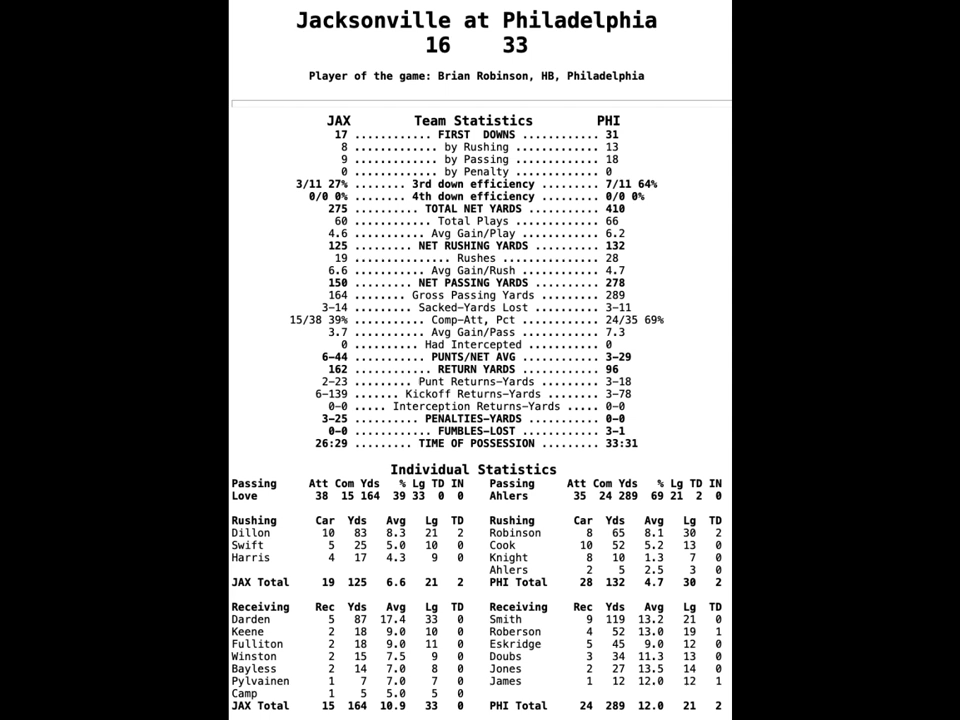 Jacksonville at Philadelphia
16 33
Player of the game: Brian Robinson, HB, Philadelphia
JAX Team Statistics PHI
17 ............ FIRST DOWNS ............ 31
8 ............ by Rushing ............ 13
9 ............ by Passing ............ 18
0 ............ by Penalty ............ 0
3/11 27% ........ 3rd down efficiency ........ 7/11 64%
0/0 0% ........ 4th down efficiency ........ 0/0 0%
275 .......... TOTAL NET YARDS .......... 410
60 ........... Total Plays ........... 66
4.6 ........... Avg Gain/Play .......... 6.2
125 ......... NET RUSHING YARDS ......... 132
19 ............... Rushes ............... 28
6.6 ........... Avg Gain/Rush .......... 4.7
150 ......... NET PASSING YARDS ......... 278
164 ........ Gross Passing Yards ........ 289
3-14 ........ Sacked-Yards Lost ........ 3-11
15/38 39% ........... Comp-Att, Pct .......... 24/35 69%
3.7 ........... Avg Gain/Pass .......... 7.3
0 .......... Had Intercepted .......... 0
6-44 ........... PUNTS/NET AVG .......... 3-29
162 ............ RETURN YARDS ............ 96
2-23 ....... Punt Returns-Yards ........ 3-18
6-139 ....... Kickoff Returns-Yards ....... 3-78
0-0 ..... Interception Returns-Yards ..... 0-0
3-25 .......... PENALTIES-YARDS .......... 0-0
0-0 ............ FUMBLES-LOST ............ 3-1
26:29 ......... TIME OF POSSESSION ......... 33:31
Individual Statistics
Passing Att Com Yds % Lg TD IN Passing Att Com Yds % Lg TD IN
Love 38 15 164 39 33 0 0 Ahlers 35 24 289 69 21 2 0
Rushing Car Yds Avg Lg TD Rushing Car Yds Avg Lg TD
Dillon 10 83 8.3 21 2 Robinson 8 65 8.1 30 2
Swift 5 25 5.0 10 0 Cook 10 52 5.2 13 0
Harris 4 17 4.3 9 0 Knight 8 10 1.3 7 0
Ahlers 2 5 2.5 3 0
JAX Total 19 125 6.6 21 2 PHI Total 28 132 4.7 30 2
Receiving Rec Yds Avg Lg TD Receiving Rec Yds Avg Lg TD
Darden 5 87 17.4 33 0 Smith 9 119 13.2 21 0
Keene 2 18 9.0 10 0 Roberson 4 52 13.0 19 1
Fulliton 2 18 9.0 11 0 Eskridge 5 45 9.0 12 0
Winston 2 15 7.5 9 0 Doubs 3 34 11.3 13 0
Bayless 2 14 7.0 8 0 Jones 2 27 13.5 14 0
Pylvainen 1 7 7.0 7 0 James 1 12 12.0 12 1
Camp 1 5 5.0 5 0
JAX Total 15 164 10.9 33 0 PHI Total 24 289 12.0 21 2